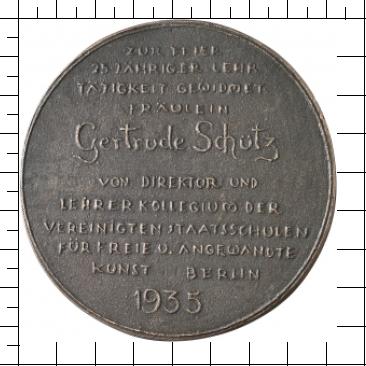 ZUR FEIER
25 JÄHRIGER LEHR
TÄTIGKEIT GEWIDMET
FRÄULEIN
Gertrude Schütz
VON DIREKTOR UND
LEHRERKOLLEGIUM DER
VEREINIGTEN STAATSSCHULEN
FÜR FREIE U. ANGEWANDTE
KUNST BERLIN
1935